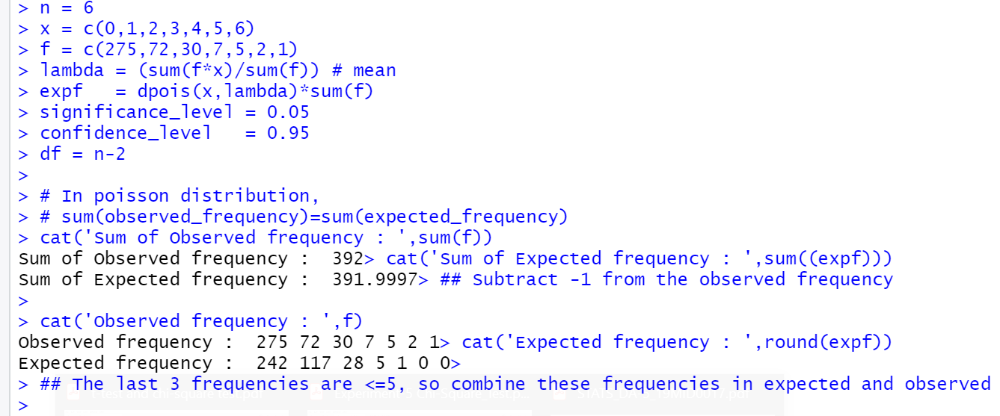 > n = 6
> x = c(0,1,2,3,4,5,6)
> f = c(275,72,30,7,5,2,1)
> lambda = (sum(f*x)/sum(f)) # mean
> expf   = dpois(x,lambda)*sum(f)
> significance_level = 0.05
> confidence_level   = 0.95
> df = n-2
>
> # In poisson distribution,
> # sum(observed_frequency)=sum(expected_frequency)
> cat('Sum of Observed frequency : ',sum(f))
Sum of Observed frequency :  392> cat('Sum of Expected frequency : ',sum((expf)))
Sum of Expected frequency :  391.9997> ## Subtract -1 from the observed frequency
>
> cat('Observed frequency : ',f)
Observed frequency :  275 72 30 7 5 2 1> cat('Expected frequency : ',round(expf))
Expected frequency :  242 117 28 5 1 0 0>
> ## The last 3 frequencies are <=5, so combine these frequencies in expected and observed
>